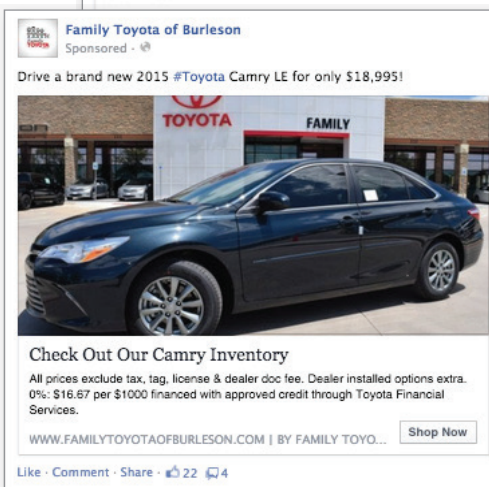 Family Toyota of Burleson
Sponsored ·
Drive a brand new 2015 #Toyota Camry LE for only $18,995!
TOYOTA
FAMILY
Check Out Our Camry Inventory
All prices exclude tax, tag, license & dealer doc fee. Dealer installed options extra.
0%: $16.67 per $1000 financed with approved credit through Toyota Financial
Services.
WWW.FAMILYTOYOTAOFBURLESON.COM | BY FAMILY TOYO...
Shop Now
Like · Comment · Share · 22 4